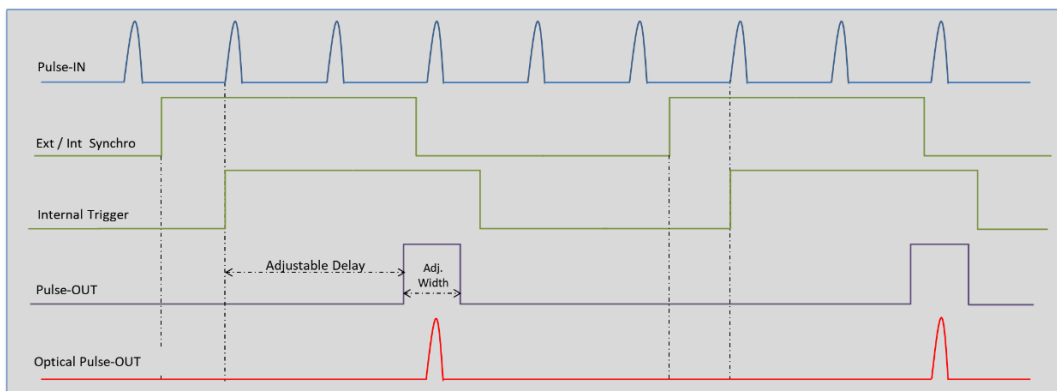 Pulse-IN
Ext / Int Synchro
Internal Trigger
Adjustable Delay
Adj.
Width
Pulse-OUT
Optical Pulse-OUT